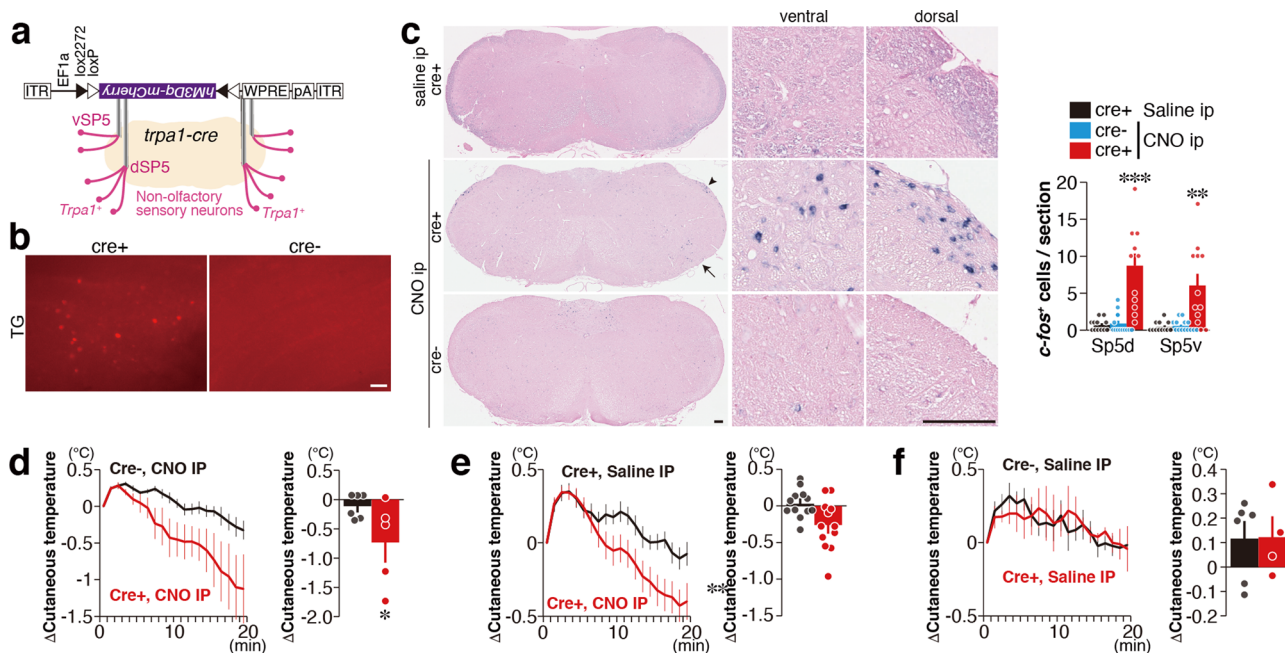 a
EF1a
lox2272
loxP
ITR
hM3Dq-mCherry
WPRE
pA
ITR
vSP5
trpa1-cre
dSP5
Non-olfactory
sensory neurons
Trpa1+
Trpa1+
b
cre+
cre-
TG
c
ventral
dorsal
saline ip
cre+
CNO ip
cre+
cre-
cre+ Saline ip
cre-
cre+
CNO ip
c-fos+ cells / section
20
15
10
5
0
***
**
Sp5d
Sp5v
d
ΔCutaneous temperature
(°C)
0.5
0
-0.5
-1
-1.5
Cre-, CNO IP
Cre+, CNO IP
0
10
20
(min)
ΔCutaneous temperature
(°C)
0.5
0
-0.5
-1.0
-1.5
-2.0
*
e
ΔCutaneous temperature
(°C)
0.5
0
-0.5
Cre+, Saline IP
Cre+, CNO IP
0
10
20
(min)
**
ΔCutaneous temperature
(°C)
0.5
0
-0.5
-1.0
-1.5
f
ΔCutaneous temperature
(°C)
0.5
0
-0.5
Cre-, Saline IP
Cre+, Saline IP
0
10
20
(min)
ΔCutaneous temperature
(°C)
0.4
0.3
0.2
0.1
0
-0.1
-0.2